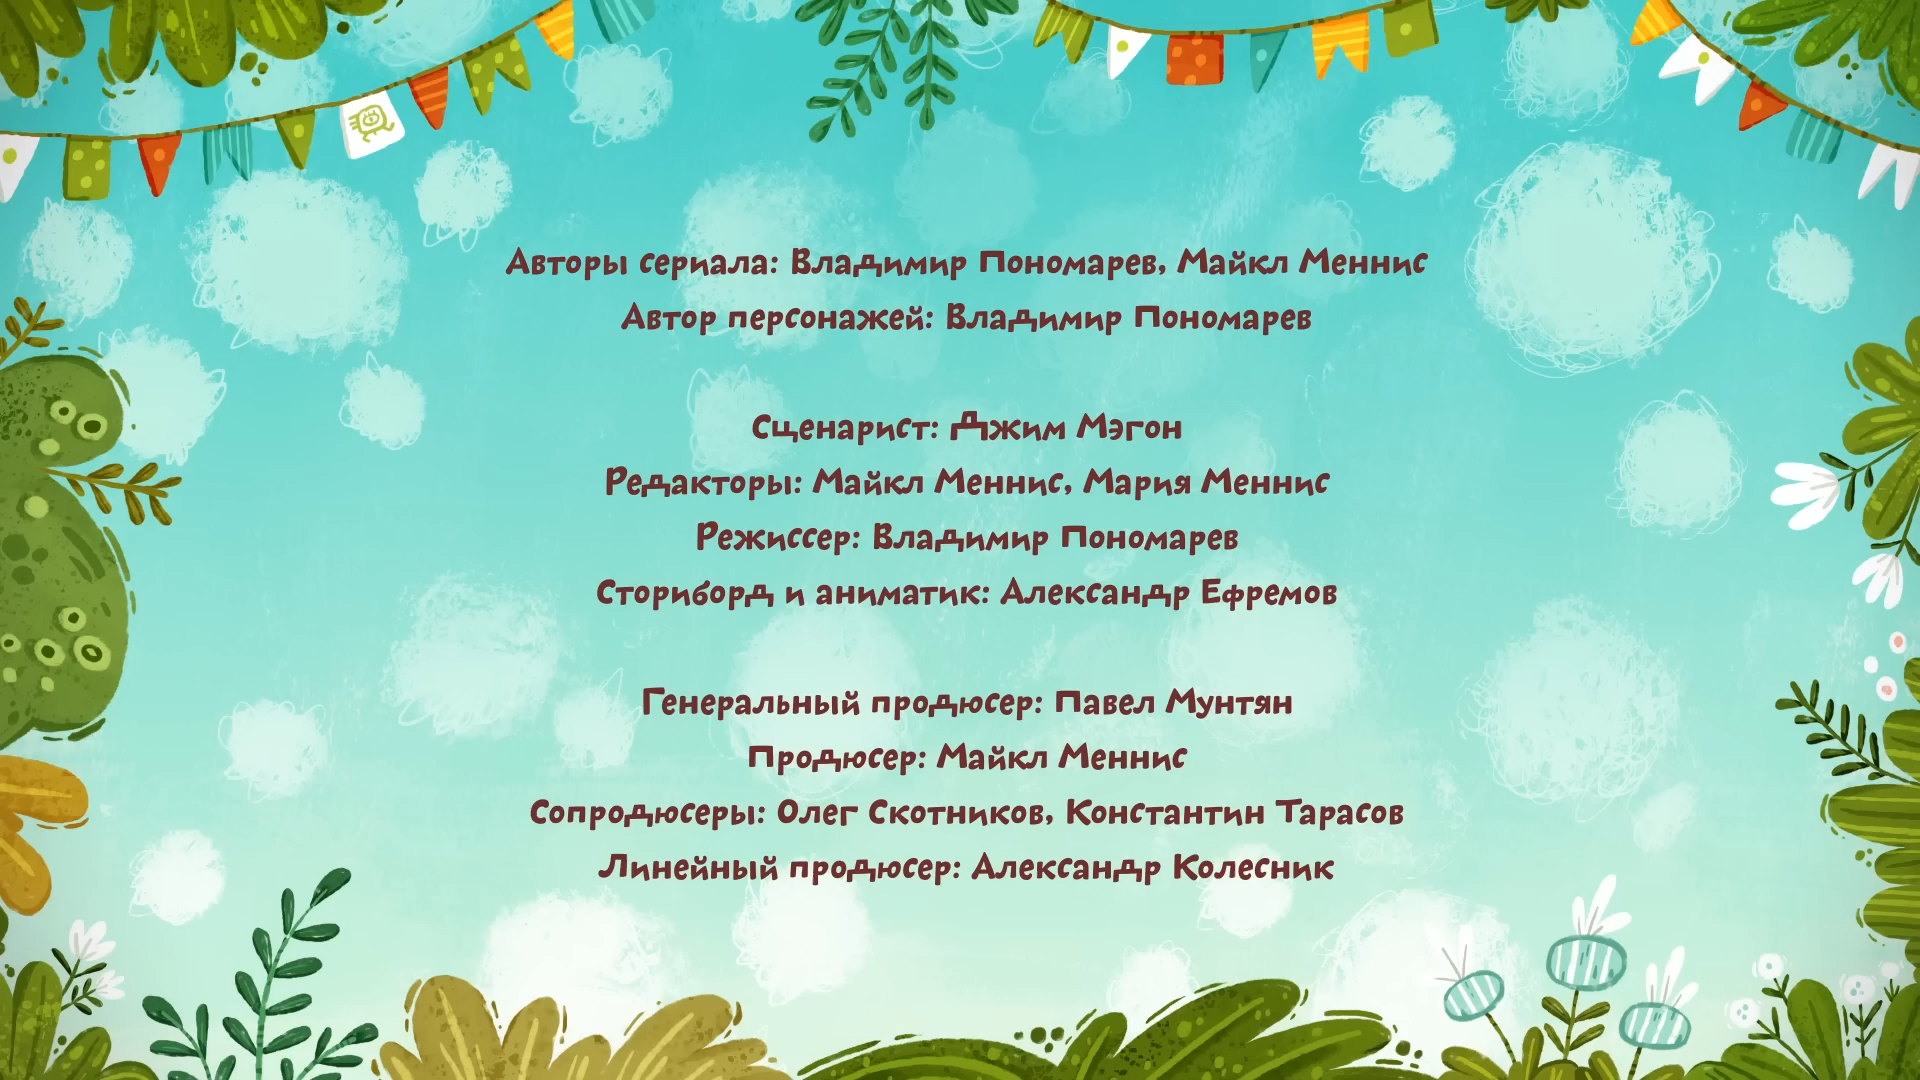 Авторы сериала: Владимир Пономарев, Майкл Меннис
Автор персонажей: Владимир Пономарев
Сценарист: Джим Мэгон
Редакторы: Майкл Меннис, Мария Меннис
Режиссер: Владимир Пономарев
Сториборд и аниматик: Александр Ефремов
Генеральный продюсер: Павел Мунтян
Продюсер: Майкл Меннис
Сопродюсеры: Олег Скотников, Константин Тарасов
Линейный продюсер: Александр Колесник